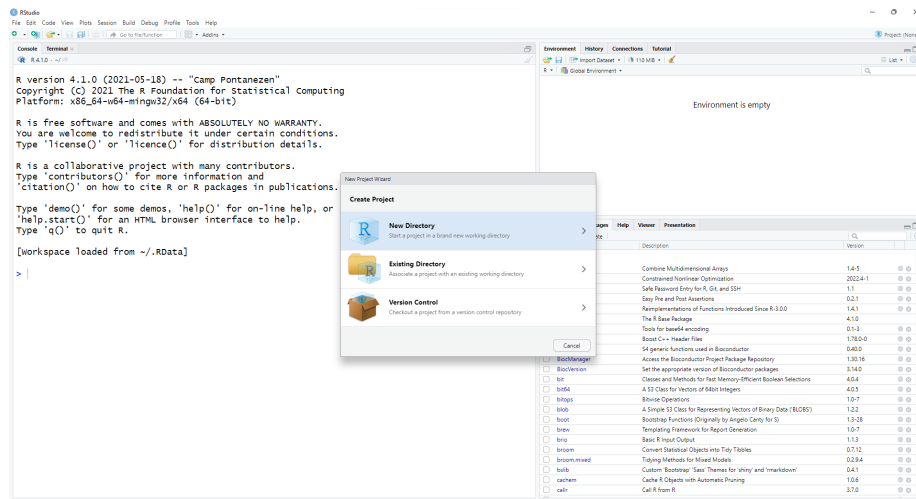 RStudio
File Edit Code View Plots Session Build Debug Profile Tools Help
Go to file/function
Addins
Project: (None
Console Terminal
R 4.1.0 · ~/
R version 4.1.0 (2021-05-18) -- "Camp Pontanezen"
Copyright (C) 2021 The R Foundation for Statistical Computing
Platform: x86_64-w64-mingw32/x64 (64-bit)
R is free software and comes with ABSOLUTELY NO WARRANTY.
You are welcome to redistribute it under certain conditions.
Type 'license()' or 'licence()' for distribution details.
R is a collaborative project with many contributors.
Type 'contributors()' for more information and
'citation()' on how to cite R or R packages in publications.
Type 'demo()' for some demos, 'help()' for on-line help, or
'help.start()' for an HTML browser interface to help.
Type 'q()' to quit R.
[Workspace loaded from ~/.RData]
>
New Project Wizard
Create Project
New Directory
Start a project in a brand new working directory
Existing Directory
Associate a project with an existing working directory
Version Control
Checkout a project from a version control repository
Cancel
Environment History Connections Tutorial
Import Dataset 110 MiB
List
R Global Environment
Environment is empty
ages Help Viewer Presentation
Description Version
Combine Multidimensional Arrays 1.4-5
Constrained Nonlinear Optimization 2022.4-1
Safe Password Entry for R, Git, and SSH 1.1
Easy Pre and Post Assertions 0.2.1
Reimplementations of Functions Introduced Since R-3.0.0 1.4.1
The R Base Package 4.1.0
Tools for base64 encoding 0.1-3
Boost C++ Header Files 1.78.0-0
S4 generic functions used in Bioconductor 0.40.0
BiocManager Access the Bioconductor Project Package Repository 1.30.16
BiocVersion Set the appropriate version of Bioconductor packages 3.14.0
bit Classes and Methods for Fast Memory-Efficient Boolean Selections 4.0.4
bit64 A S3 Class for Vectors of 64bit Integers 4.0.5
bitops Bitwise Operations 1.0-7
blob A Simple S3 Class for Representing Vectors of Binary Data ('BLOBS') 1.2.2
boot Bootstrap Functions (Originally by Angelo Canty for S) 1.3-28
brew Templating Framework for Report Generation 1.0-7
brio Basic R Input Output 1.1.3
broom Convert Statistical Objects into Tidy Tibbles 0.7.12
broom.mixed Tidying Methods for Mixed Models 0.2.9.4
bslib Custom 'Bootstrap' 'Sass' Themes for 'shiny' and 'rmarkdown' 0.4.1
cachem Cache R Objects with Automatic Pruning 1.0.6
callr Call R from R 3.7.0